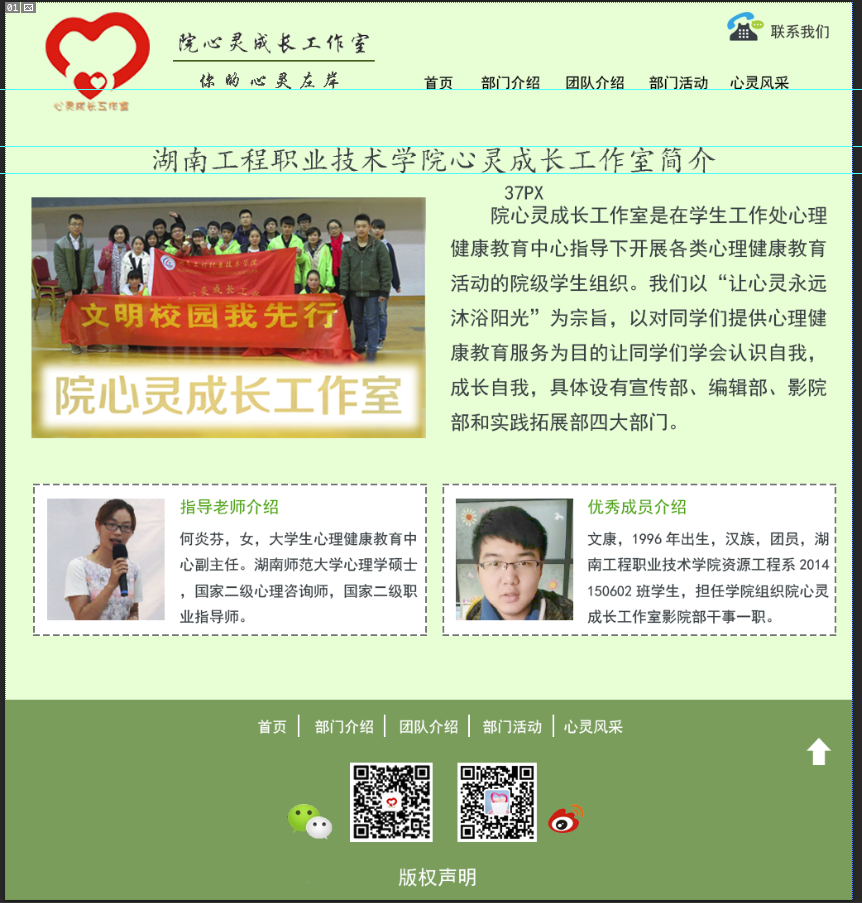 01
院心灵成长工作室
联系我们
你的心灵左岸
首页 部门介绍 团队介绍 部门活动 心灵风采
心灵成长工作室
湖南工程职业技术学院心灵成长工作室简介
37PX
院心灵成长工作室是在学生工作处心理
健康教育中心指导下开展各类心理健康教育
活动的院级学生组织。我们以“让心灵永远
沐浴阳光”为宗旨，以对同学们提供心理健
康教育服务为目的让同学们学会认识自我，
成长自我，具体设有宣传部、编辑部、影院
部和实践拓展部四大部门。
文明校园我先行
院心灵成长工作室
指导老师介绍
何炎芬，女，大学生心理健康教育中
心副主任。湖南师范大学心理学硕士
，国家二级心理咨询师，国家二级职
业指导师。
优秀成员介绍
文康，1996 年出生，汉族，团员，湖
南工程职业技术学院资源工程系 2014
150602 班学生，担任学院组织院心灵
成长工作室影院部干事一职。
首页 部门介绍 团队介绍 部门活动 心灵风采
版权声明